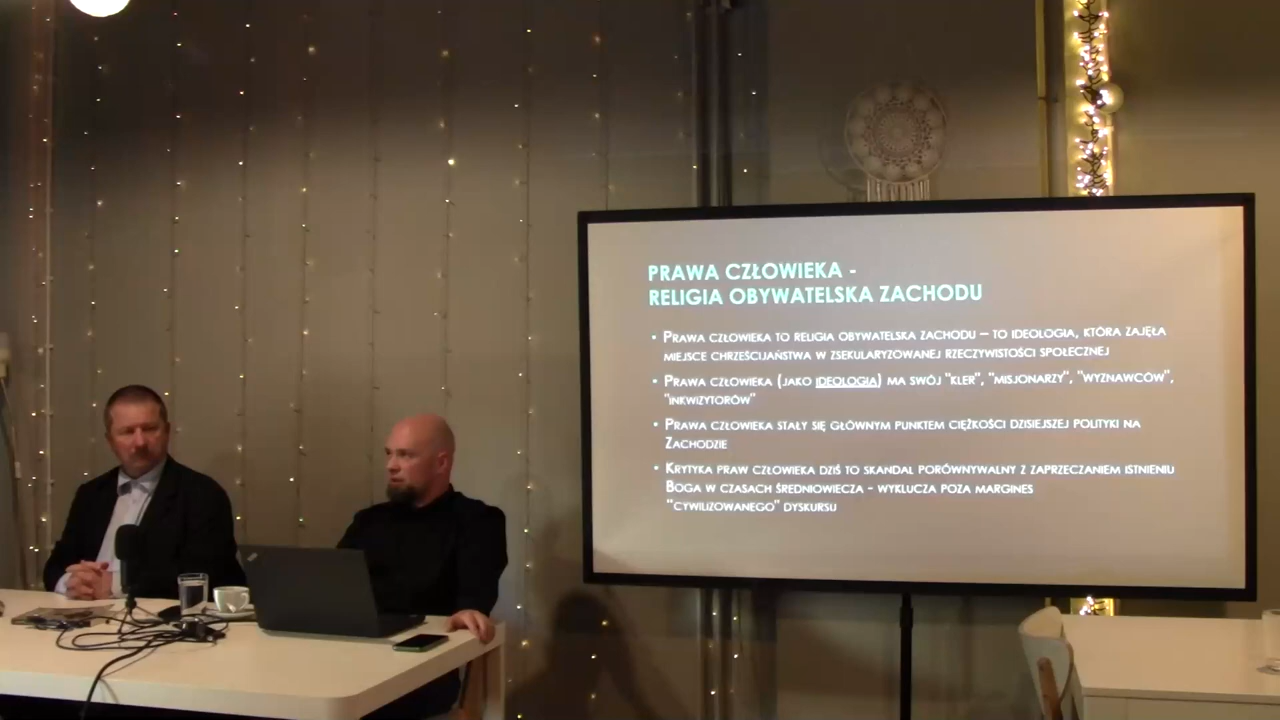 PRAWA CZŁOWIEKA -
RELIGIA OBYWATELSKA ZACHODU
• PRAWA CZŁOWIEKA TO RELIGIA OBYWATELSKA ZACHODU – TO IDEOLOGIA, KTÓRA ZAJĘŁA
MIEJSCE CHRZEŚCIJAŃSTWA W ZSEKULARYZOWANEJ RZECZYWISTOŚCI SPOŁECZNEJ
• PRAWA CZŁOWIEKA (JAKO IDEOLOGIA) MA SWÓJ "KLER", "MISJONARZY", "WYZNAWCÓW",
"INKWIZYTORÓW"
• PRAWA CZŁOWIEKA STAŁY SIĘ GŁÓWNYM PUNKTEM CIĘŻKOŚCI DZISIEJSZEJ POLITYKI NA
ZACHODZIE
• KRYTYKA PRAW CZŁOWIEKA DZIŚ TO SKANDAL PORÓWNYWALNY Z ZAPRZECZANIEM ISTNIENIU
BOGA W CZASACH ŚREDNIOWIECZA - WYKLUCZA POZA MARGINES
"CYWILIZOWANEGO" DYSKURSU